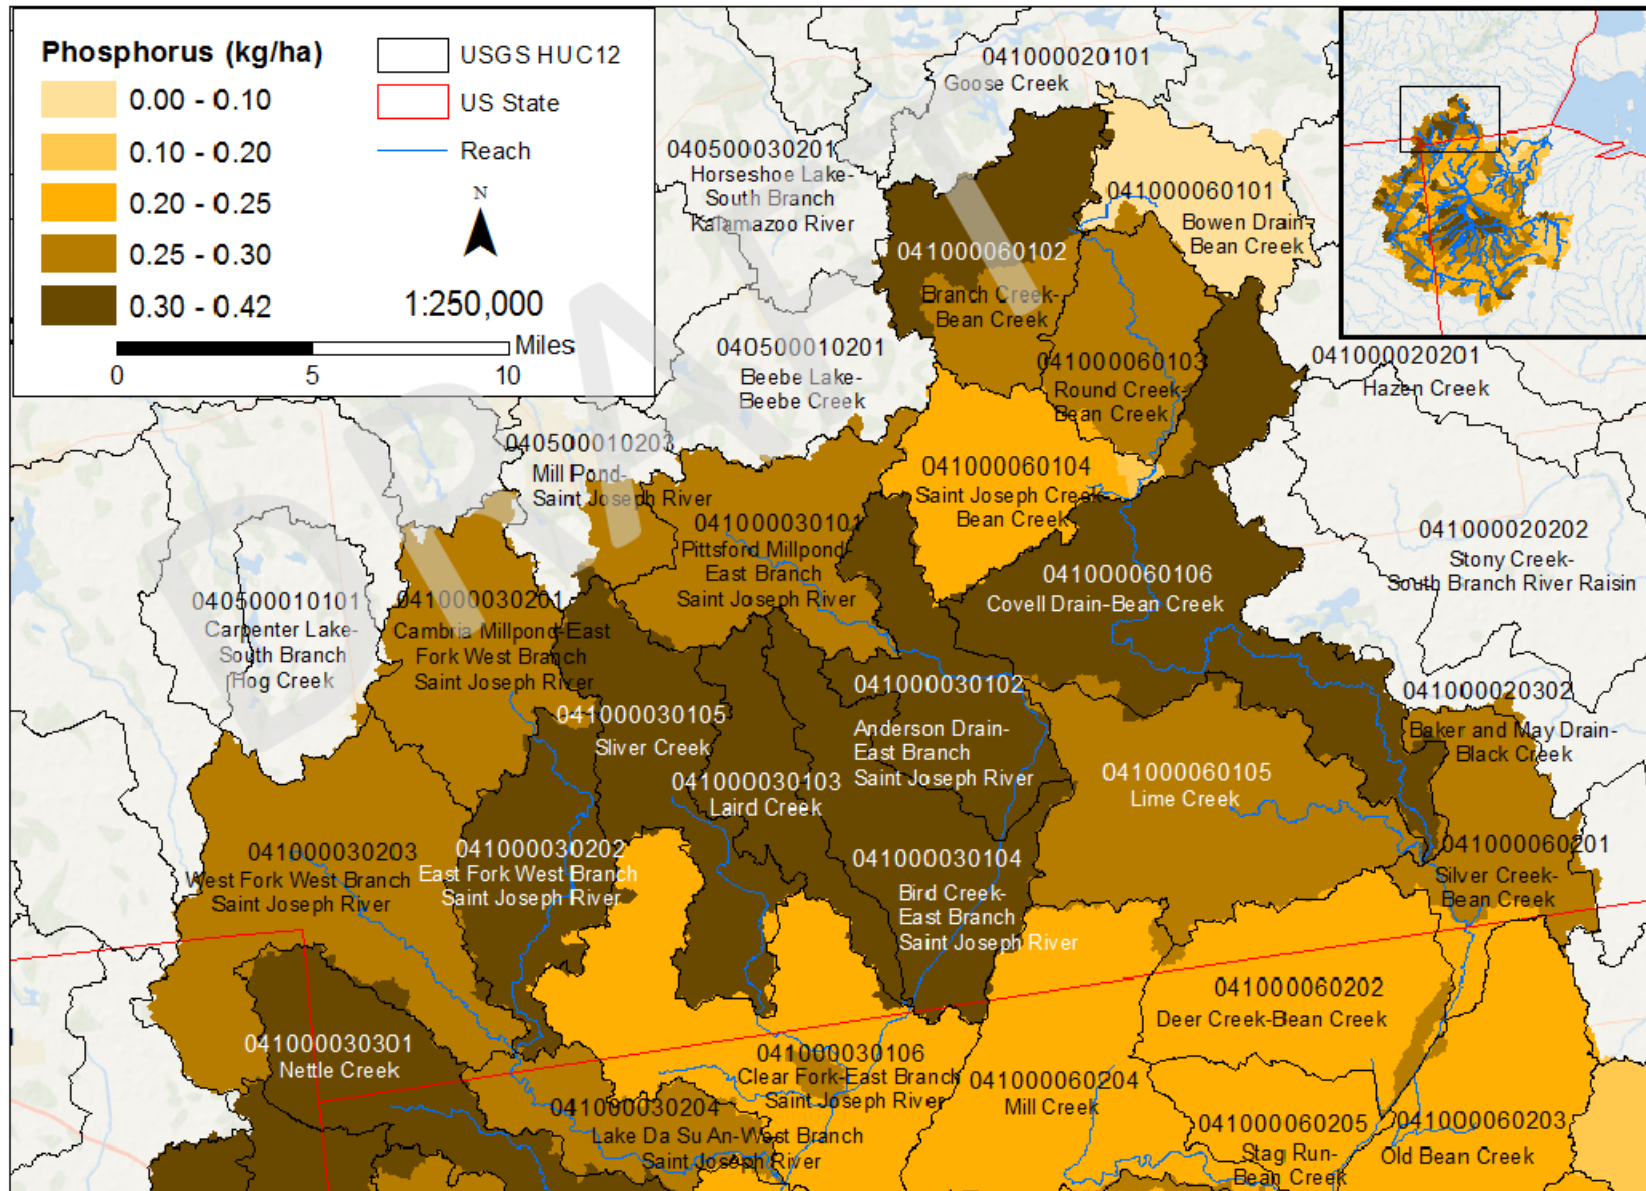 Phosphorus (kg/ha)
0.00 - 0.10
0.10 - 0.20
0.20 - 0.25
0.25 - 0.30
0.30 - 0.42
USGS HUC12
US State
Reach
N
1:250,000
Miles
0 5 10
DRAFT
041000020101
Goose Creek
040500030201
Horseshoe Lake-
South Branch
Kalamazoo River
041000060101
Bowen Drain-
Bean Creek
041000060102
Branch Creek-
Bean Creek
040500010201
Beebe Lake-
Beebe Creek
041000060103
Round Creek-
Bean Creek
041000020201
Hazen Creek
040500010203
Mill Pond-
Saint Joseph River
041000060104
Saint Joseph Creek-
Bean Creek
041000030101
Pittsford Millpond-
East Branch
Saint Joseph River
041000020202
Stony Creek-
South Branch River Raisin
041000060106
Covell Drain-Bean Creek
040500010101
Carpenter Lake-
South Branch
Hog Creek
041000030201
Cambria Millpond-East
Fork West Branch
Saint Joseph River
041000030102
Anderson Drain-
East Branch
Saint Joseph River
041000020302
Baker and May Drain-
Black Creek
041000030105
Sliver Creek
041000030103
Laird Creek
041000060105
Lime Creek
041000030203
West Fork West Branch
Saint Joseph River
041000030202
East Fork West Branch
Saint Joseph River
041000030104
Bird Creek-
East Branch
Saint Joseph River
041000060201
Silver Creek-
Bean Creek
041000060202
Deer Creek-Bean Creek
041000030301
Nettle Creek
041000030106
Clear Fork-East Branch
Saint Joseph River
041000060204
Mill Creek
041000030204
Lake Da Su An-West Branch
Saint Joseph River
041000060205
Stag Run-
Bean Creek
041000060203
Old Bean Creek